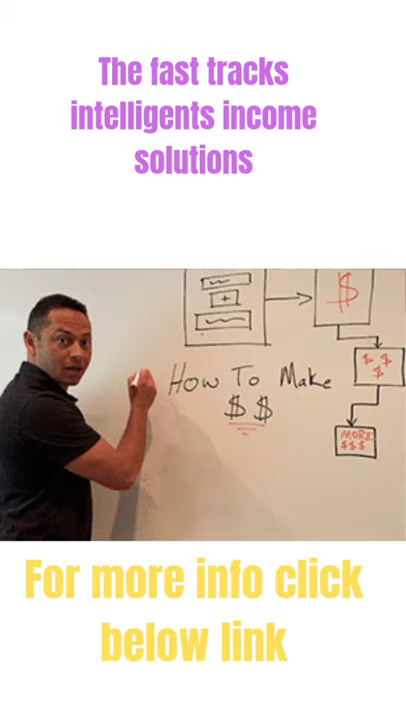 The fast tracks
intelligents income
solutions
$
$ $
$
How To Make
$$
MORE
$$$
For more info click
below link